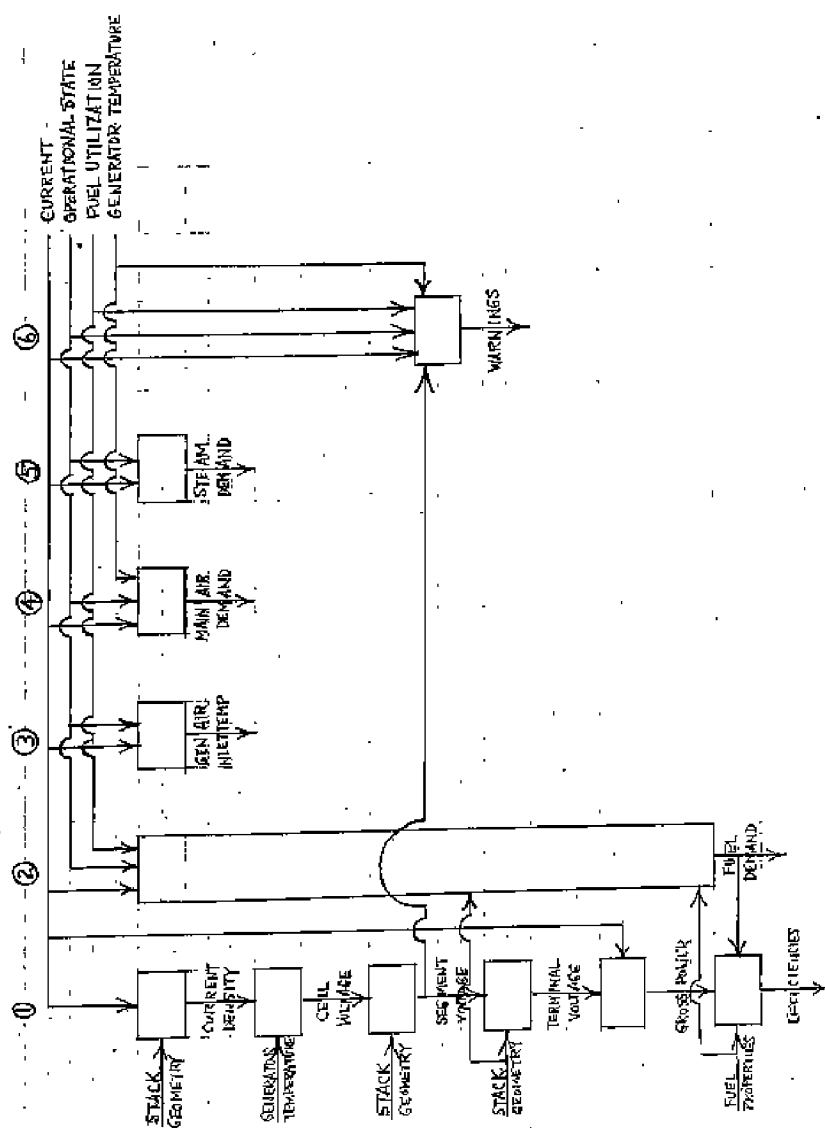 CURRENT
OPERATIONAL STATE
FUEL UTILIZATION
GENERATOR TEMPERATURE
①
②
③
④
⑤
⑥
STACK
GEOMETRY
CURRENT
DENSITY
GENERATOR
TEMPERATURE
CELL
VOLTAGE
STACK
GEOMETRY
SEGMENT
VOLTAGE
STACK
GEOMETRY
TERMINAL
VOLTAGE
GROSS POWER
FUEL
PROPERTIES
EFFICIENCIES
FUEL
DEMAND
GEN AIR
INLET TEMP
MAIN AIR
DEMAND
STEAM
DEMAND
WARNINGS